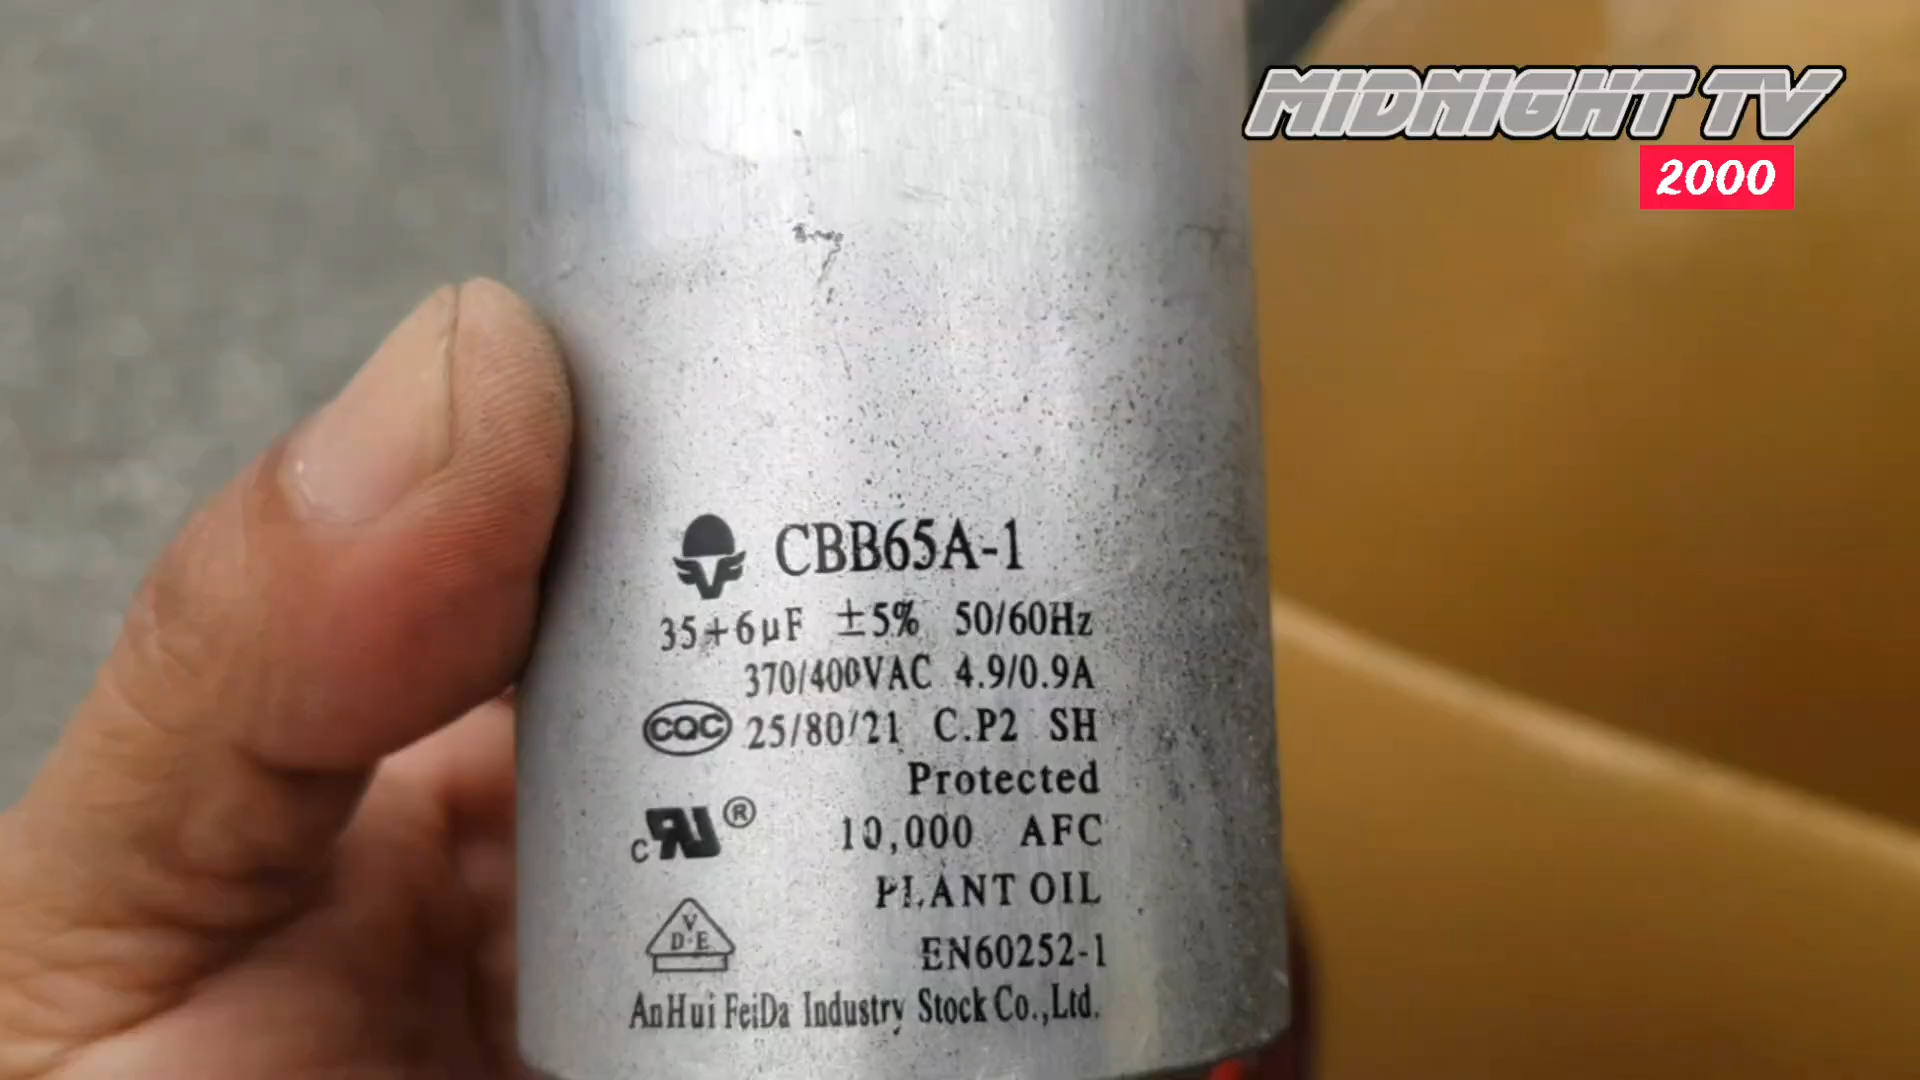 MIDNIGHT TV
2000
CBB65A-1
35+6μF ±5% 50/60Hz
370/400VAC 4.9/0.9A
CQC 25/80/21 C.P2 SH
Protected
c RU ® 10,000 AFC
PLANT OIL
V
D·E
EN60252-1
AnHui FeiDa Industry Stock Co.,Ltd.